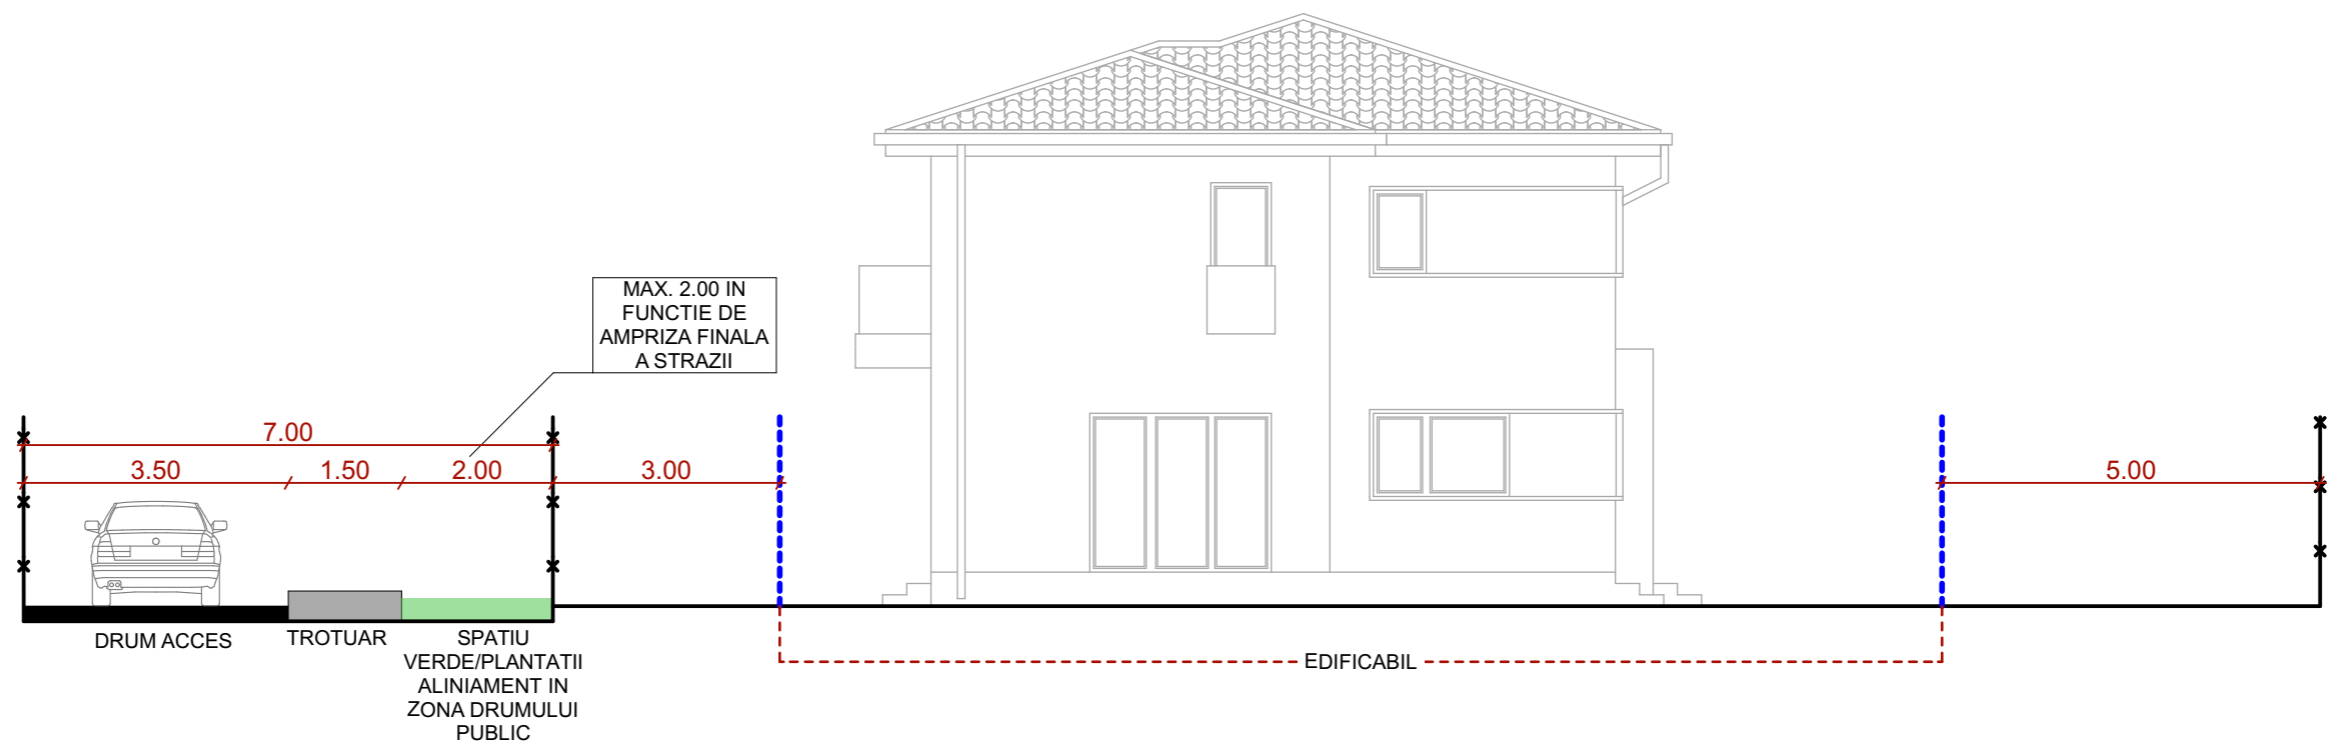 MAX. 2.00 IN
FUNCTIE DE
AMPRIZA FINALA
A STRAZII
7.00
3.50
1.50
2.00
3.00
5.00
DRUM ACCES
TROTUAR
SPATIU
VERDE/PLANTATII
ALINIAMENT IN
ZONA DRUMULUI
PUBLIC
EDIFICABIL